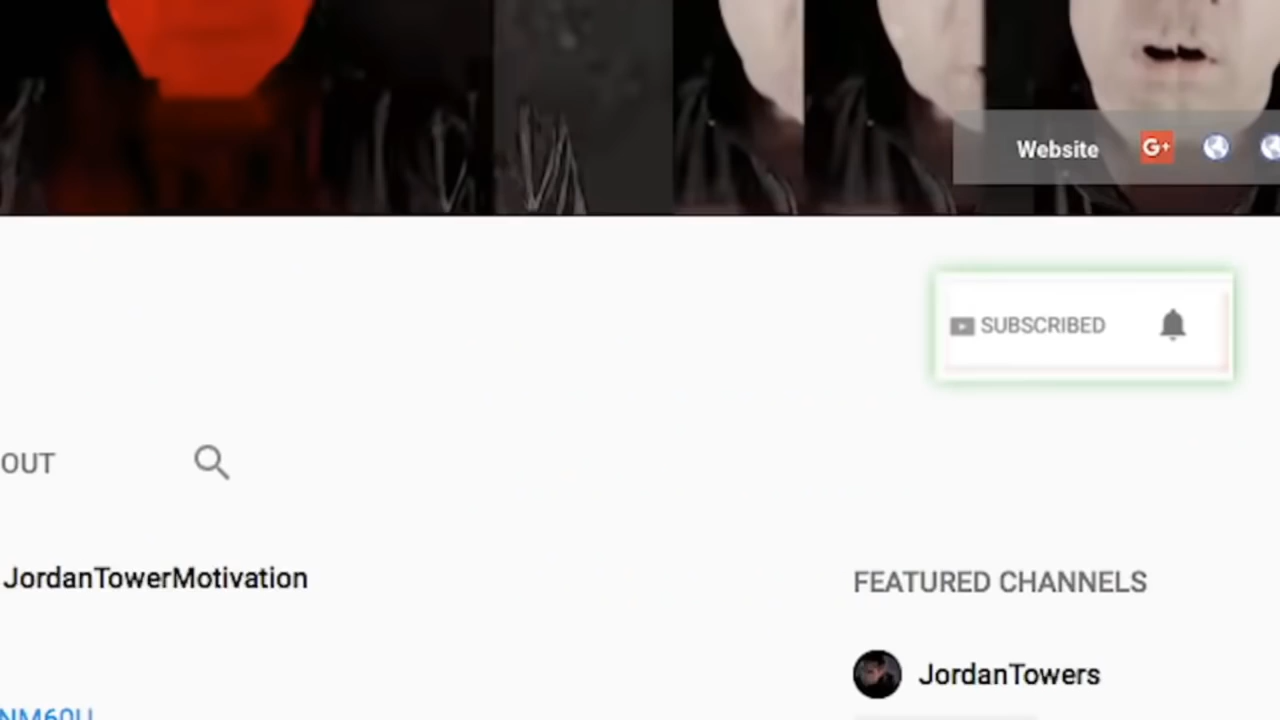 Website G+
SUBSCRIBED
OUT
JordanTowerMotivation
FEATURED CHANNELS
JordanTowers